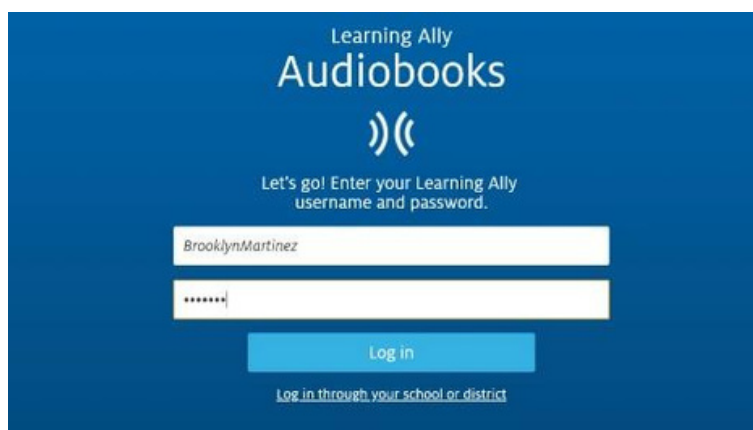 Learning Ally
Audiobooks
Let's go! Enter your Learning Ally
username and password.
BrooklynMartinez
•••••••
Log in
Log in through your school or district